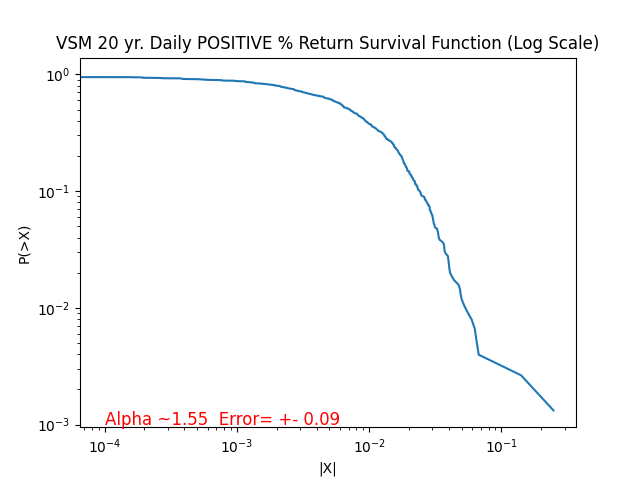 VSM 20 yr. Daily POSITIVE % Return Survival Function (Log Scale)
10⁰
10⁻¹
10⁻²
10⁻³
P(>X)
Alpha ~1.55  Error= +- 0.09
10⁻⁴ 10⁻³ 10⁻² 10⁻¹
|X|